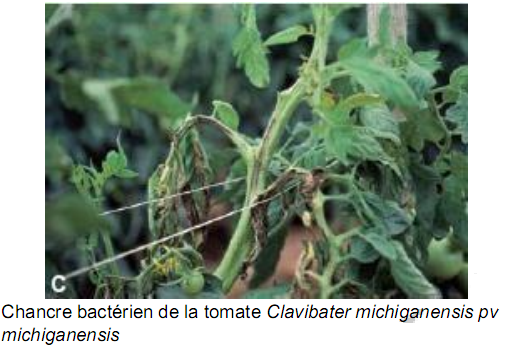 C
Chancre bactérien de la tomate Clavibater michiganensis pv
michiganensis